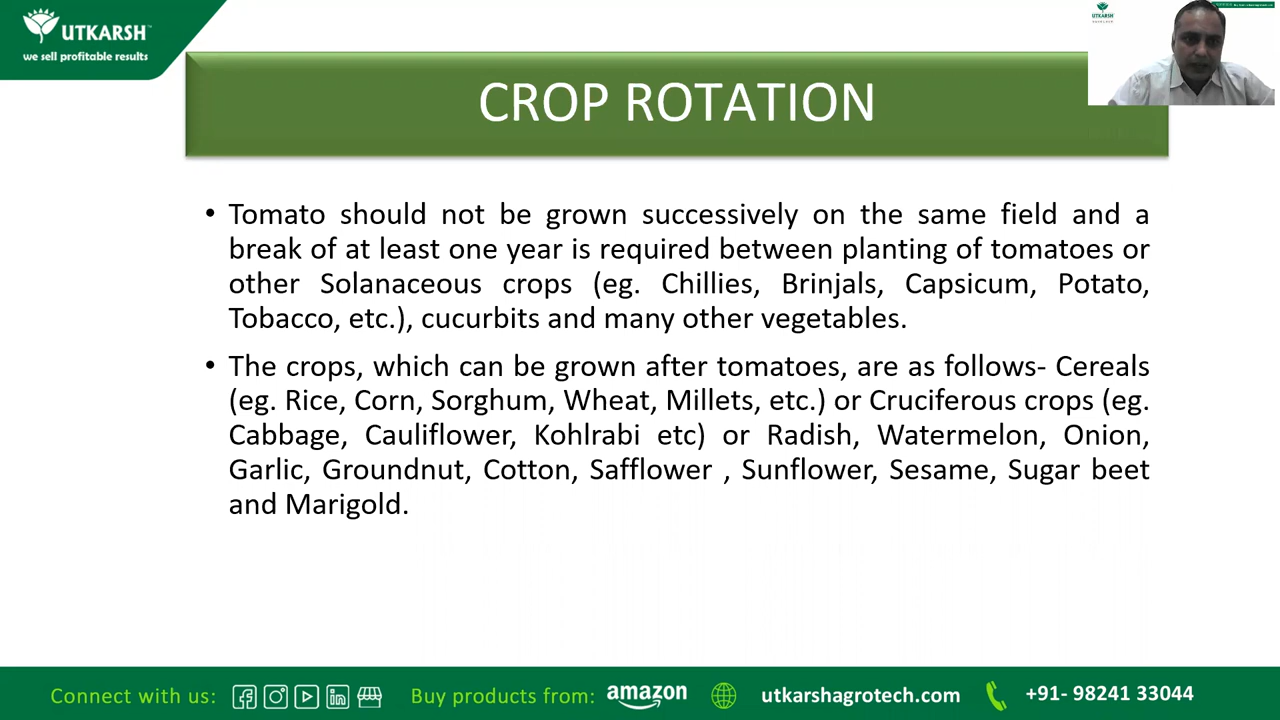 UTKARSH
we sell profitable results
UTKARSH
CROP ROTATION
• Tomato should not be grown successively on the same field and a
break of at least one year is required between planting of tomatoes or
other Solanaceous crops (eg. Chillies, Brinjals, Capsicum, Potato,
Tobacco, etc.), cucurbits and many other vegetables.
• The crops, which can be grown after tomatoes, are as follows- Cereals
(eg. Rice, Corn, Sorghum, Wheat, Millets, etc.) or Cruciferous crops (eg.
Cabbage, Cauliflower, Kohlrabi etc) or Radish, Watermelon, Onion,
Garlic, Groundnut, Cotton, Safflower , Sunflower, Sesame, Sugar beet
and Marigold.
Connect with us: Buy products from: amazon utkarshagrotech.com +91- 98241 33044